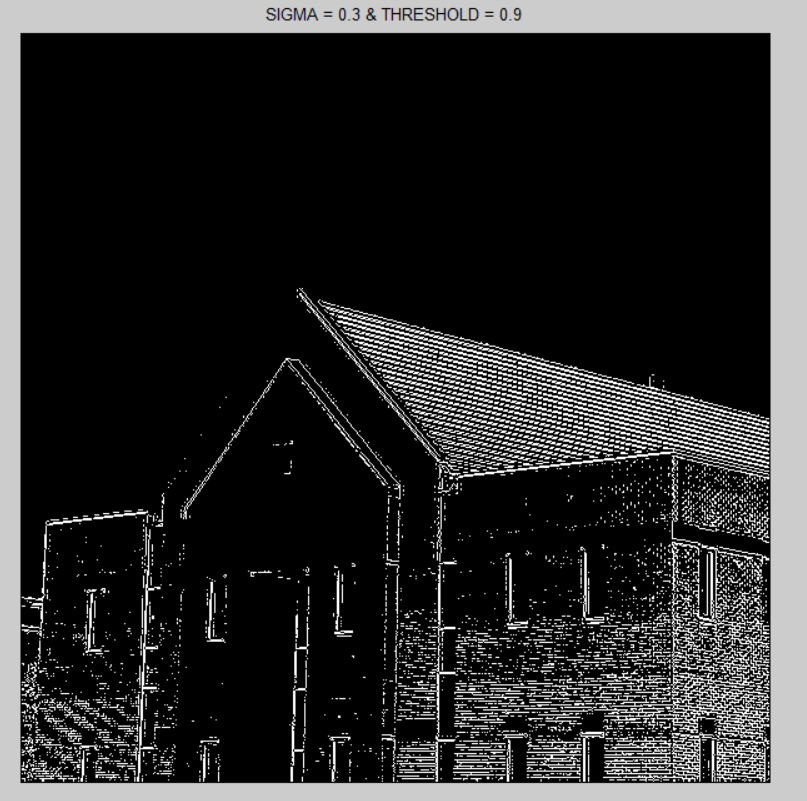 SIGMA = 0.3 & THRESHOLD = 0.9